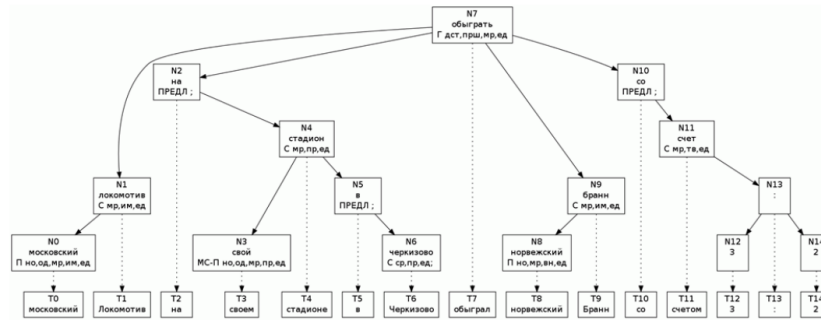 N7
обыграть
Г дст,прш,мр,ед
N2
на
ПРЕДЛ ;
N10
со
ПРЕДЛ ;
N4
стадион
С мр,пр,ед
N11
счет
С мр,тв,ед
N1
локомотив
С мр,им,ед
N5
в
ПРЕДЛ ;
N9
бранн
С мр,им,ед
N13
:
N0
московский
П но,од,мр,им,ед
N3
свой
МС-П но,од,мр,пр,ед
N6
черкизово
С ср,пр,ед;
N8
норвежский
П но,мр,вн,ед
N12
3
N14
2
T0
московский
T1
Локомотив
T2
на
T3
своем
T4
стадионе
T5
в
T6
Черкизово
T7
обыграл
T8
норвежский
T9
Бранн
T10
со
T11
счетом
T12
3
T13
:
T14
2